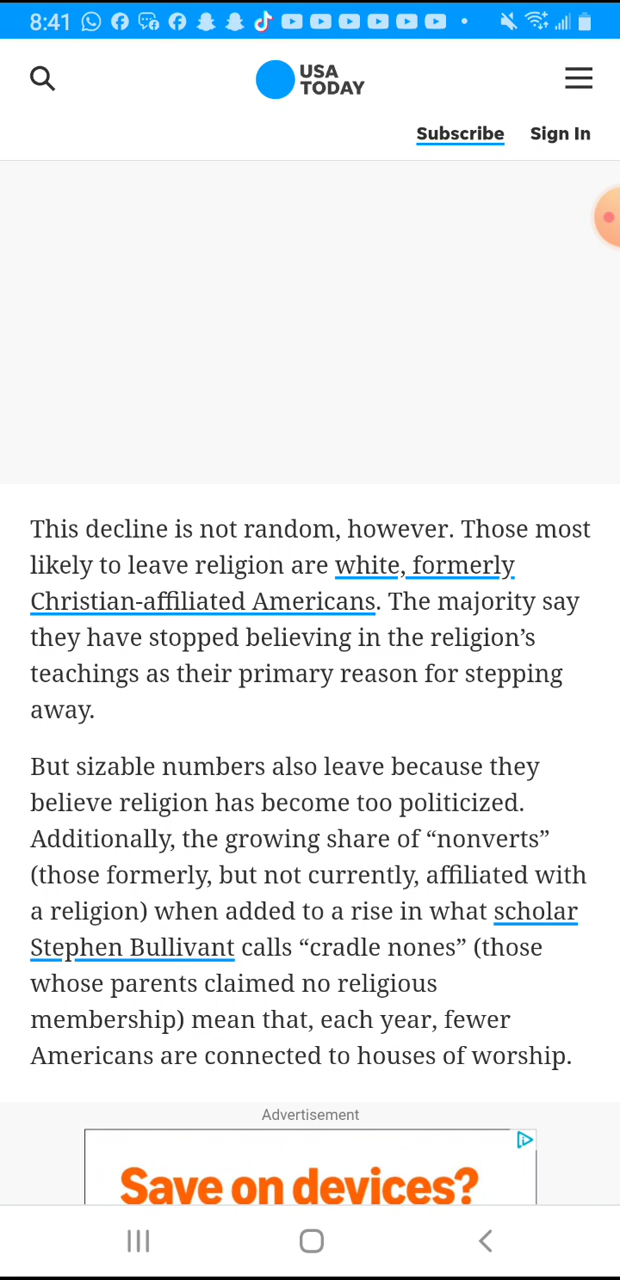 8:41
USA
TODAY
Subscribe Sign In
This decline is not random, however. Those most
likely to leave religion are white, formerly
Christian-affiliated Americans. The majority say
they have stopped believing in the religion’s
teachings as their primary reason for stepping
away.
But sizable numbers also leave because they
believe religion has become too politicized.
Additionally, the growing share of “nonverts”
(those formerly, but not currently, affiliated with
a religion) when added to a rise in what scholar
Stephen Bullivant calls “cradle nones” (those
whose parents claimed no religious
membership) mean that, each year, fewer
Americans are connected to houses of worship.
Advertisement
Save on devices?